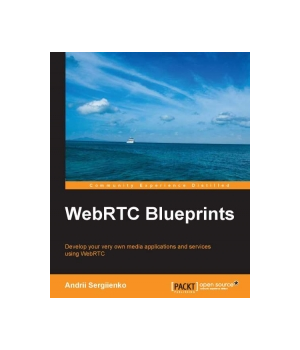 Community Experience Distilled
WebRTC Blueprints
Develop your very own media applications and services
using WebRTC
Andrii Sergiienko
PACKT open source
PUBLISHING